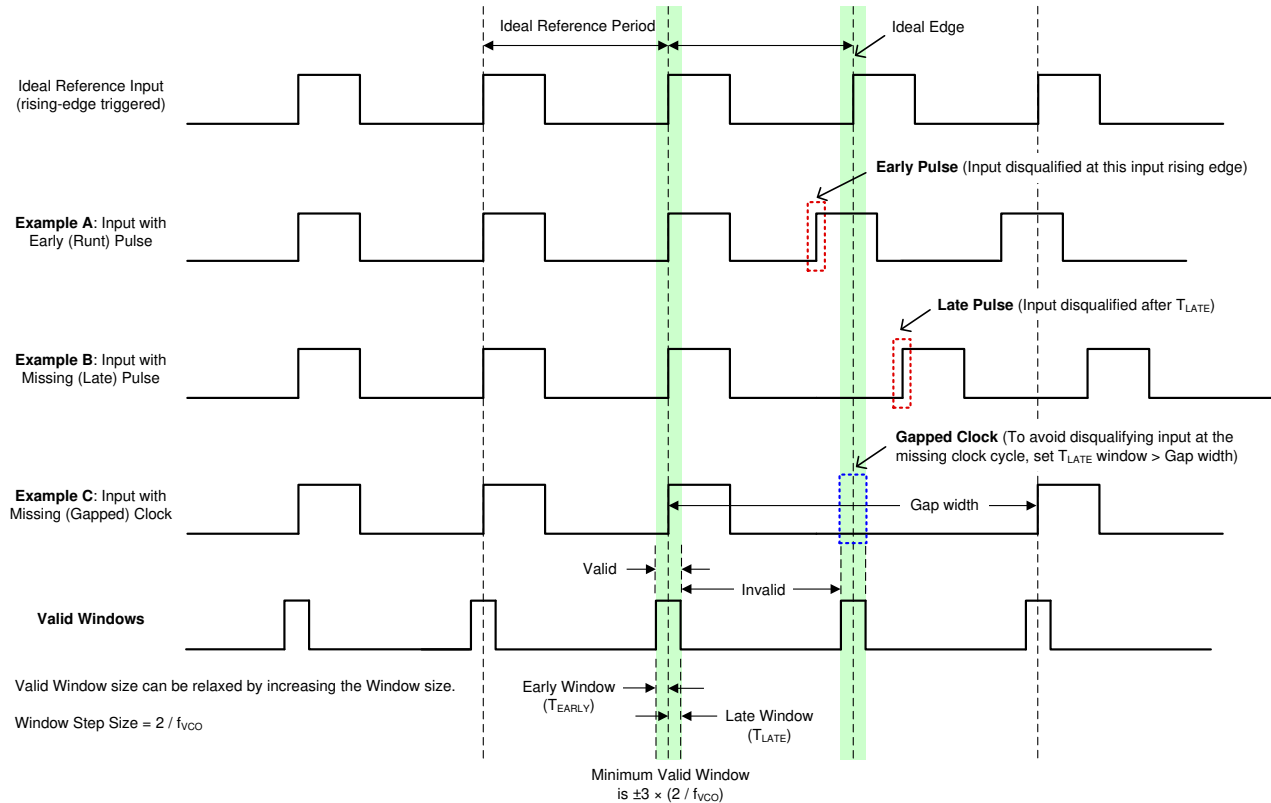 Ideal Reference Period
Ideal Edge
Ideal Reference Input
(rising-edge triggered)
Early Pulse (Input disqualified at this input rising edge)
Example A: Input with
Early (Runt) Pulse
Late Pulse (Input disqualified after TLATE)
Example B: Input with
Missing (Late) Pulse
Gapped Clock (To avoid disqualifying input at the
missing clock cycle, set TLATE window > Gap width)
Example C: Input with
Missing (Gapped) Clock
Gap width
Valid
Invalid
Valid Windows
Valid Window size can be relaxed by increasing the Window size.
Early Window
(TEARLY)
Window Step Size = 2 / fVCO
Late Window
(TLATE)
Minimum Valid Window
is ±3 × (2 / fVCO)